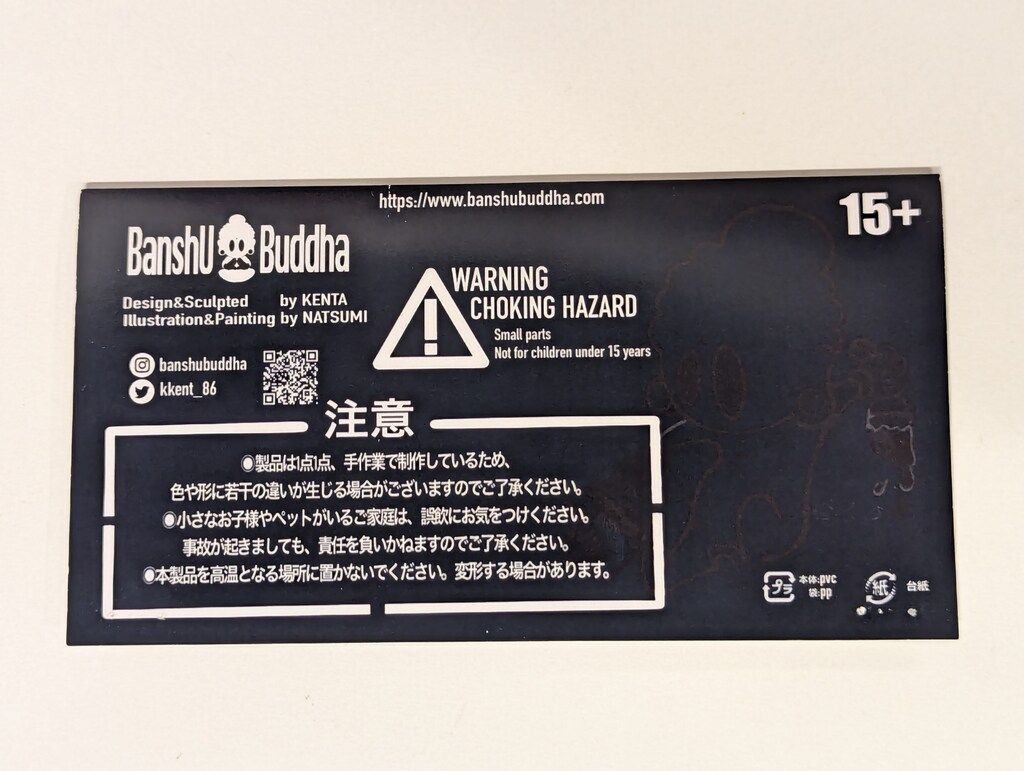 https://www.banshubuddha.com
15+
BanshU Buddha
Design&Sculpted by KENTA
Illustration&Painting by NATSUMI
banshubuddha
kkent_86
WARNING
CHOKING HAZARD
Small parts
Not for children under 15 years
注意
◉製品は1点1点、手作業で制作しているため、
色や形に若干の違いが生じる場合がございますのでご了承ください。
◉小さなお子様やペットがいるご家庭は、誤飲にお気をつけください。
事故が起きましても、責任を負いかねますのでご了承ください。
◉本製品を高温となる場所に置かないでください。変形する場合があります。
プラ 本体:pvc
袋:pp
紙 台紙